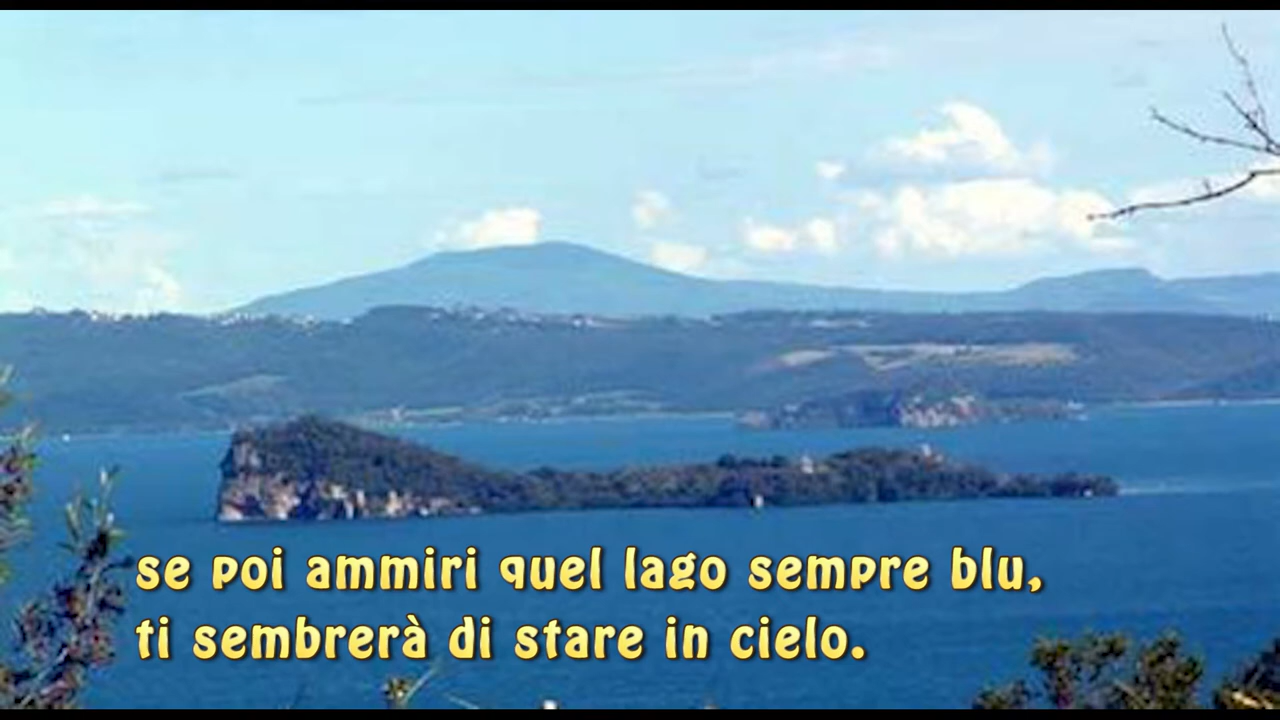 se poi ammiri quel lago sempre blu,
ti sembrerà di stare in cielo.